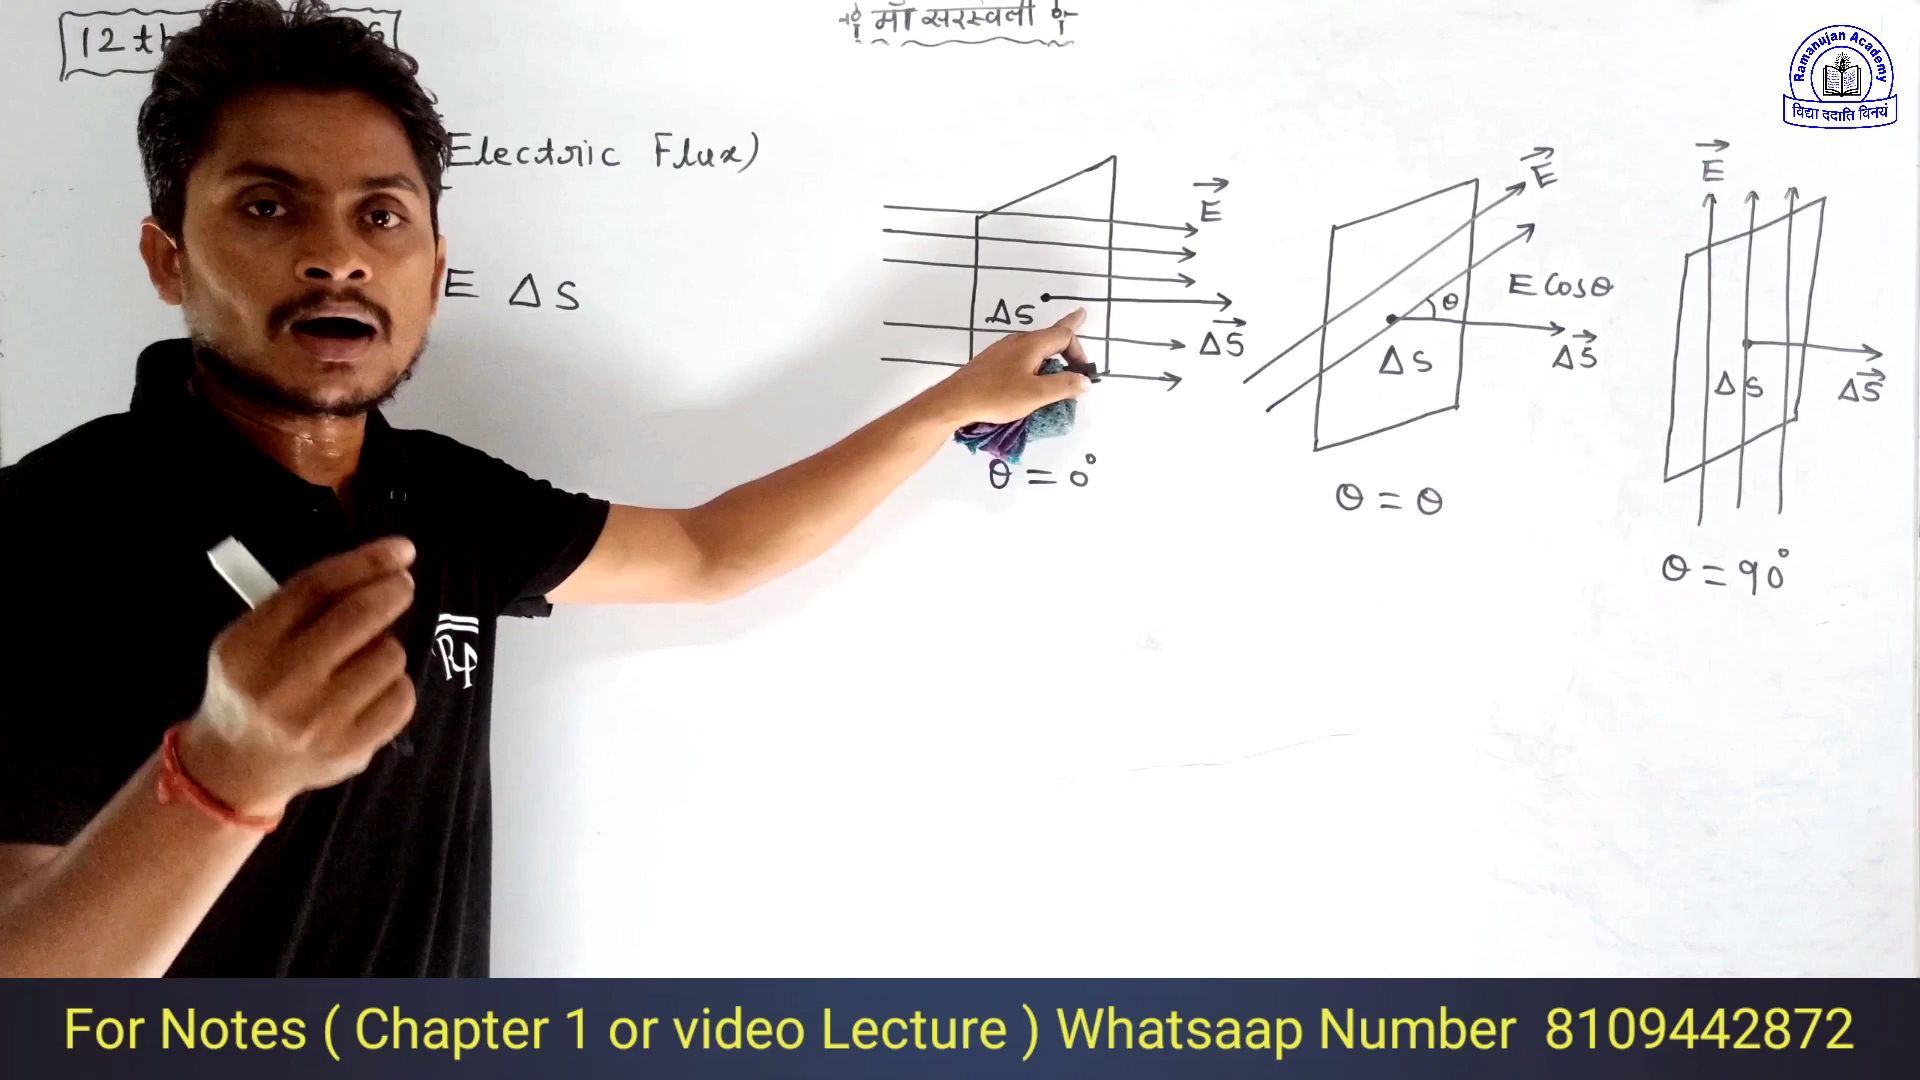 माँ सरस्वती
12th
Electric Flux)
E ΔS
E⃗
ΔS
ΔS⃗
θ = 0°
E⃗
E Cosθ
θ
ΔS
ΔS⃗
θ = θ
E⃗
ΔS
ΔS⃗
θ = 90°
Ramanujan Academy
विद्या ददाति विनयं
RP
For Notes ( Chapter 1 or video Lecture ) Whatsaap Number 8109442872